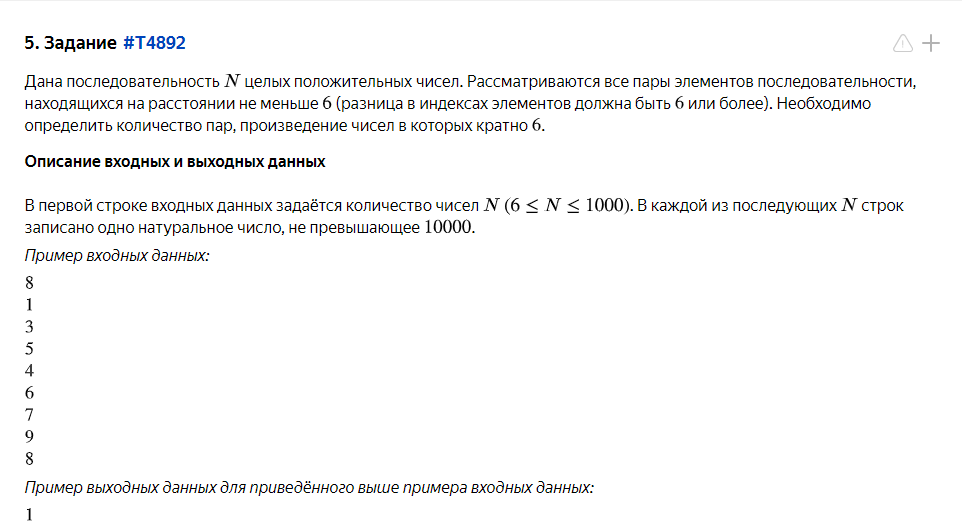 5. Задание #T4892
Дана последовательность N целых положительных чисел. Рассматриваются все пары элементов последовательности,
находящихся на расстоянии не меньше 6 (разница в индексах элементов должна быть 6 или более). Необходимо
определить количество пар, произведение чисел в которых кратно 6.
Описание входных и выходных данных
В первой строке входных данных задаётся количество чисел N (6 ≤ N ≤ 1000). В каждой из последующих N строк
записано одно натуральное число, не превышающее 10000.
Пример входных данных:
8
1
3
5
4
6
7
9
8
Пример выходных данных для приведённого выше примера входных данных:
1